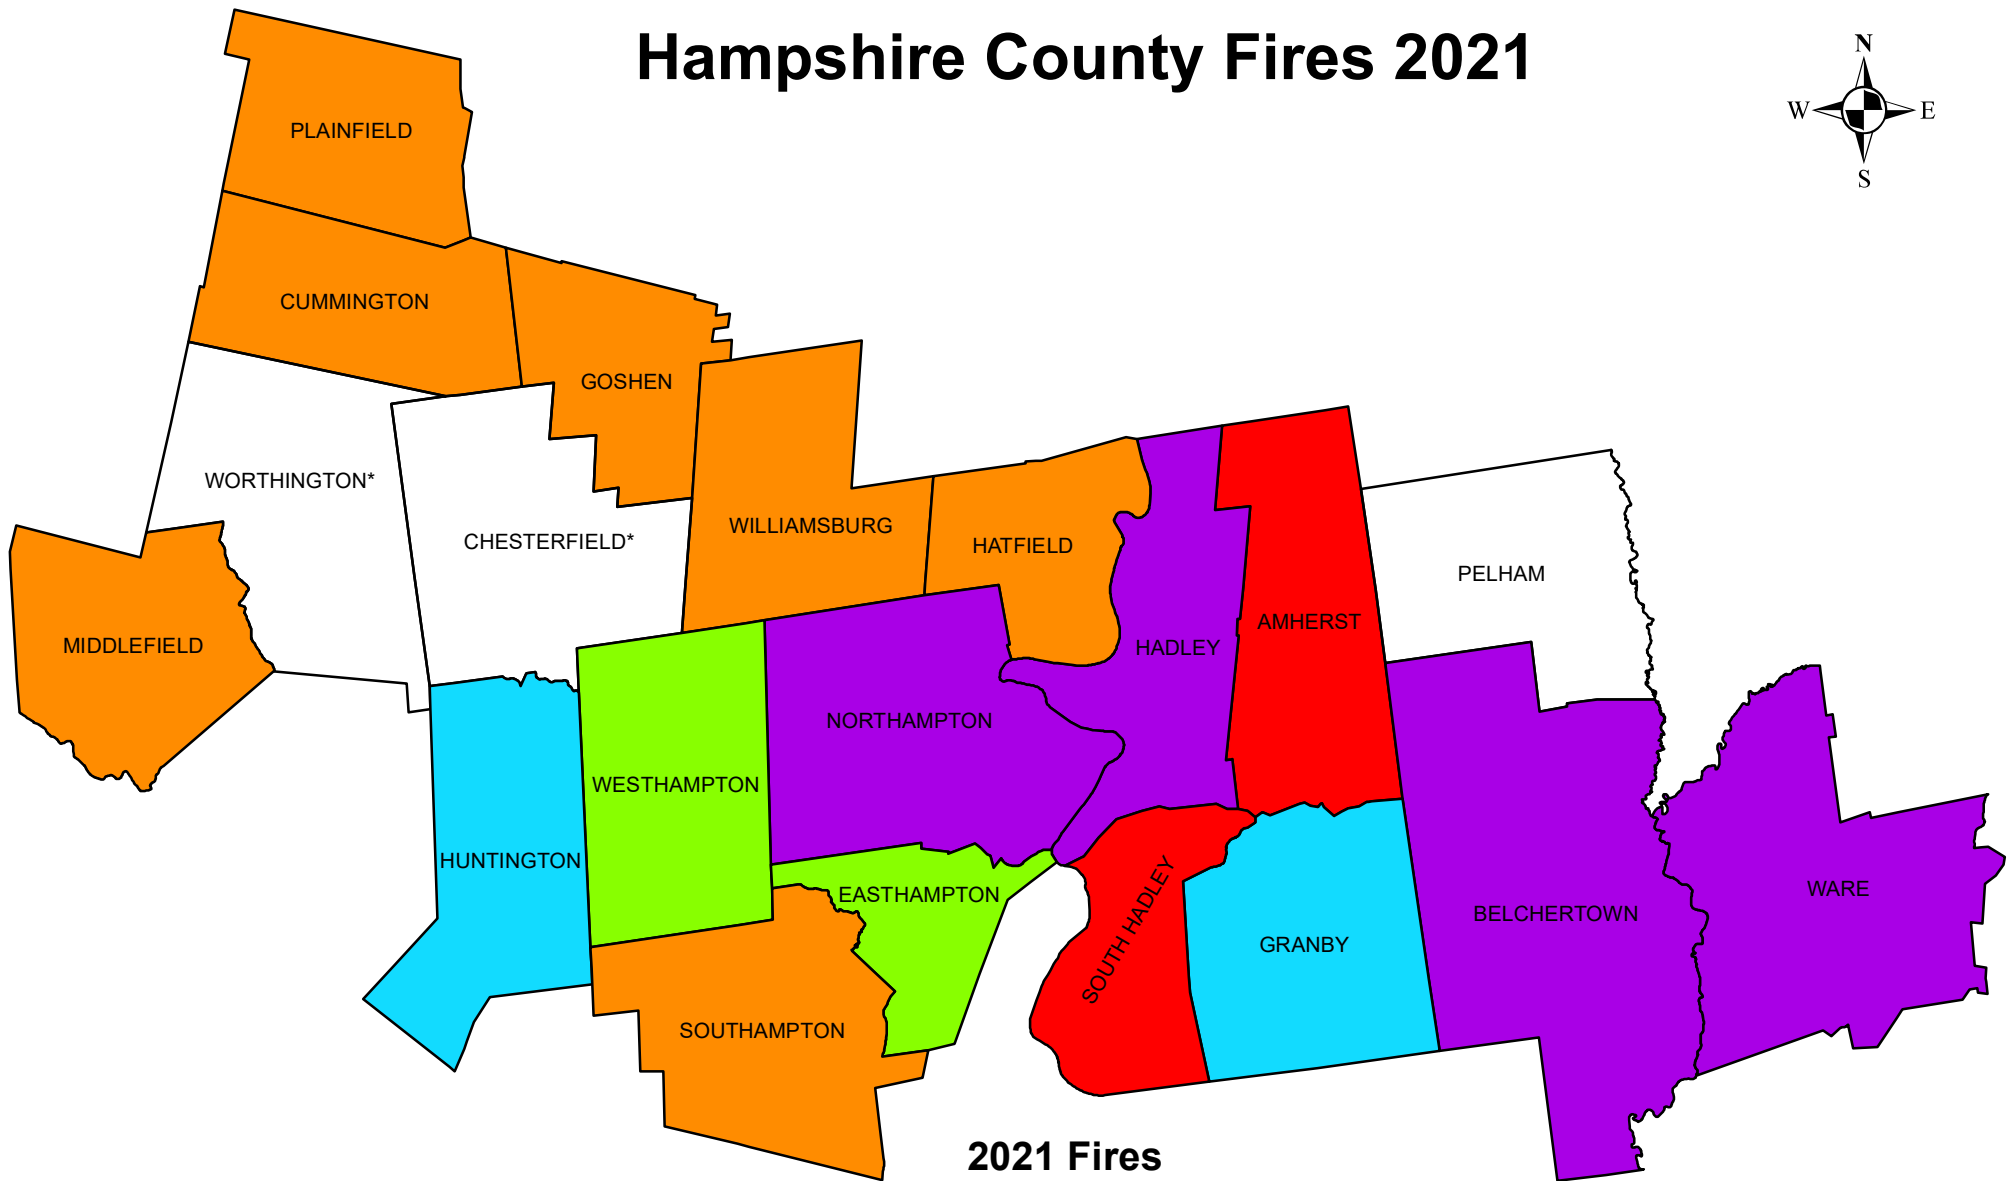 Hampshire County Fires 2021
N
W
E
S
PLAINFIELD
CUMMINGTON
GOSHEN
WORTHINGTON*
CHESTERFIELD*
WILLIAMSBURG
HATFIELD
PELHAM
AMHERST
MIDDLEFIELD
HADLEY
NORTHAMPTON
WESTHAMPTON
HUNTINGTON
EASTHAMPTON
SOUTH HADLEY
WARE
BELCHERTOWN
GRANBY
SOUTHAMPTON
2021 Fires